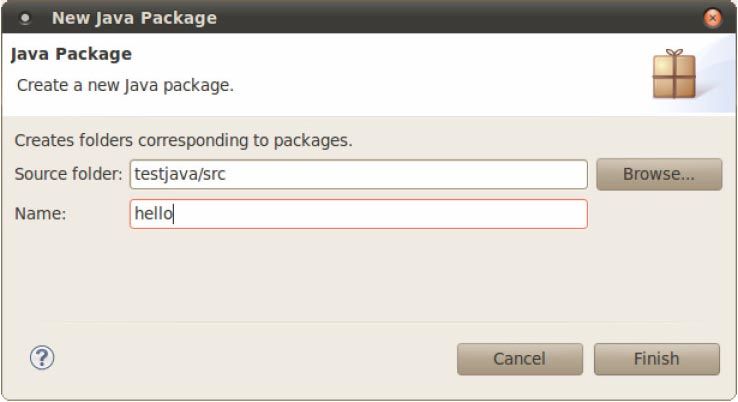 New Java Package
Java Package
Create a new Java package.
Creates folders corresponding to packages.
Source folder: testjava/src Browse...
Name: hello
? Cancel Finish